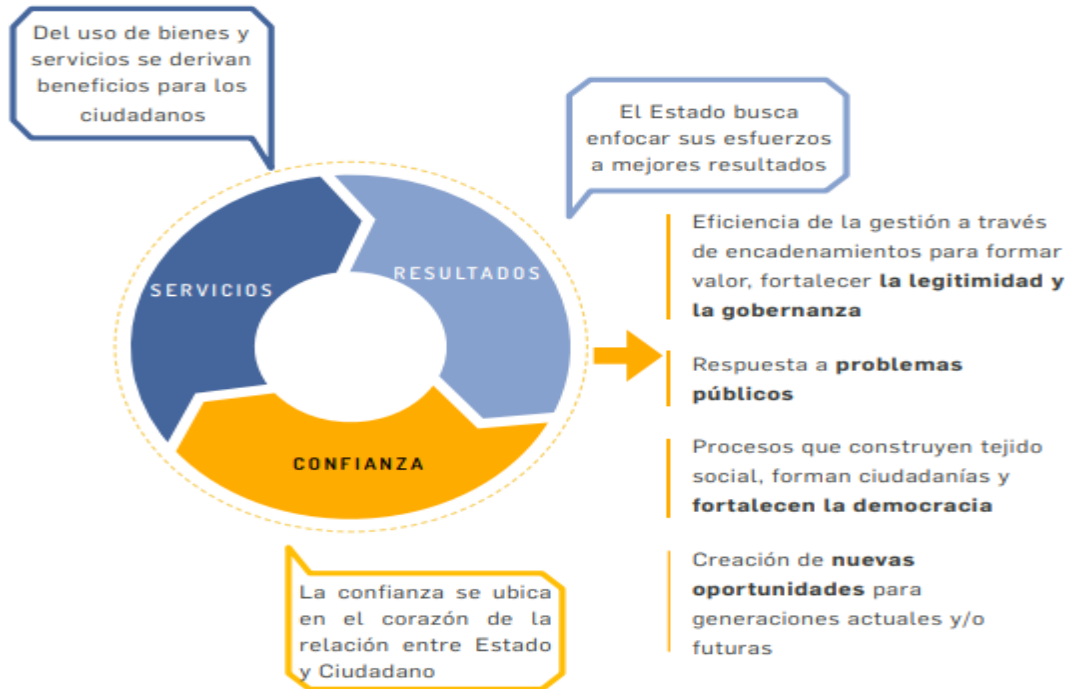 Del uso de bienes y
servicios se derivan
beneficios para los
ciudadanos
El Estado busca
enfocar sus esfuerzos
a mejores resultados
SERVICIOS
RESULTADOS
CONFIANZA
La confianza se ubica
en el corazón de la
relación entre Estado
y Ciudadano
Eficiencia de la gestión a través
de encadenamientos para formar
valor, fortalecer la legitimidad y
la gobernanza
Respuesta a problemas
públicos
Procesos que construyen tejido
social, forman ciudadanías y
fortalecen la democracia
Creación de nuevas
oportunidades para
generaciones actuales y/o
futuras